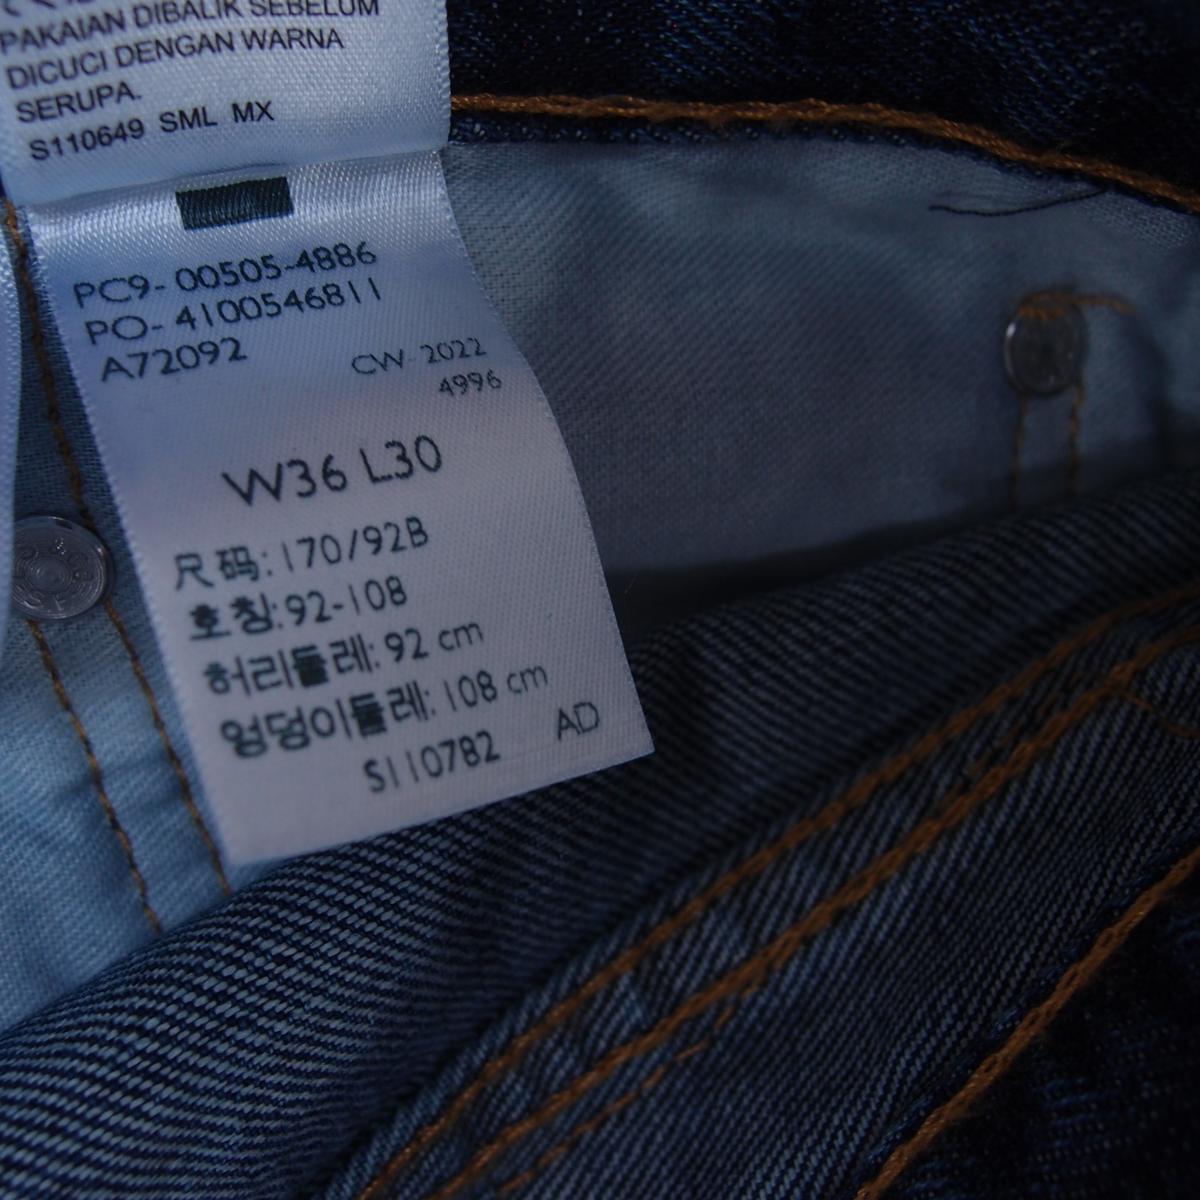 PAKAIAN DIBALIK SEBELUM
DICUCI DENGAN WARNA
SERUPA.
S110649 SML MX
PC9- 00505-4886
PO- 4100546811
A72092
CW- 2022
4996
W36 L30
尺码: 170/92B
호칭: 92-108
허리둘레: 92 cm
엉덩이둘레: 108 cm
S110782 AD